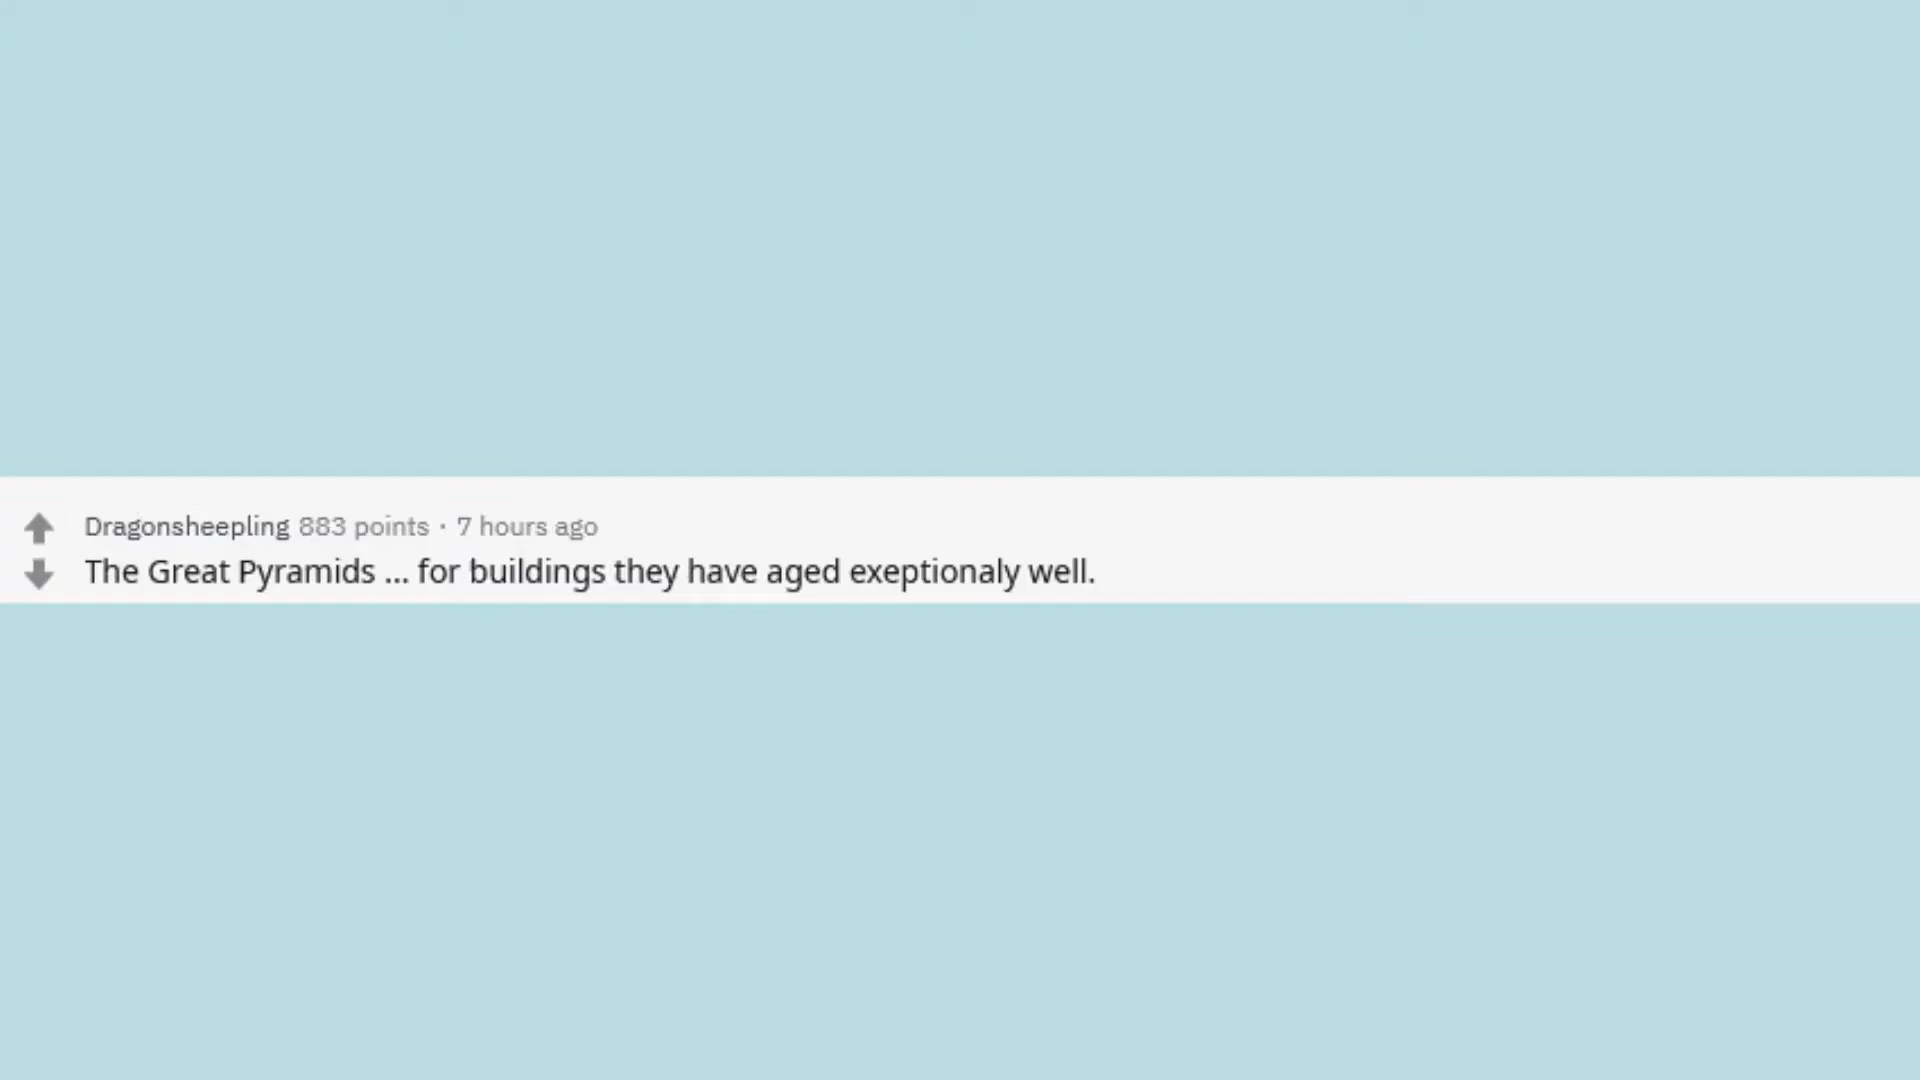 Dragonsheepling 883 points · 7 hours ago
The Great Pyramids ... for buildings they have aged exeptionaly well.